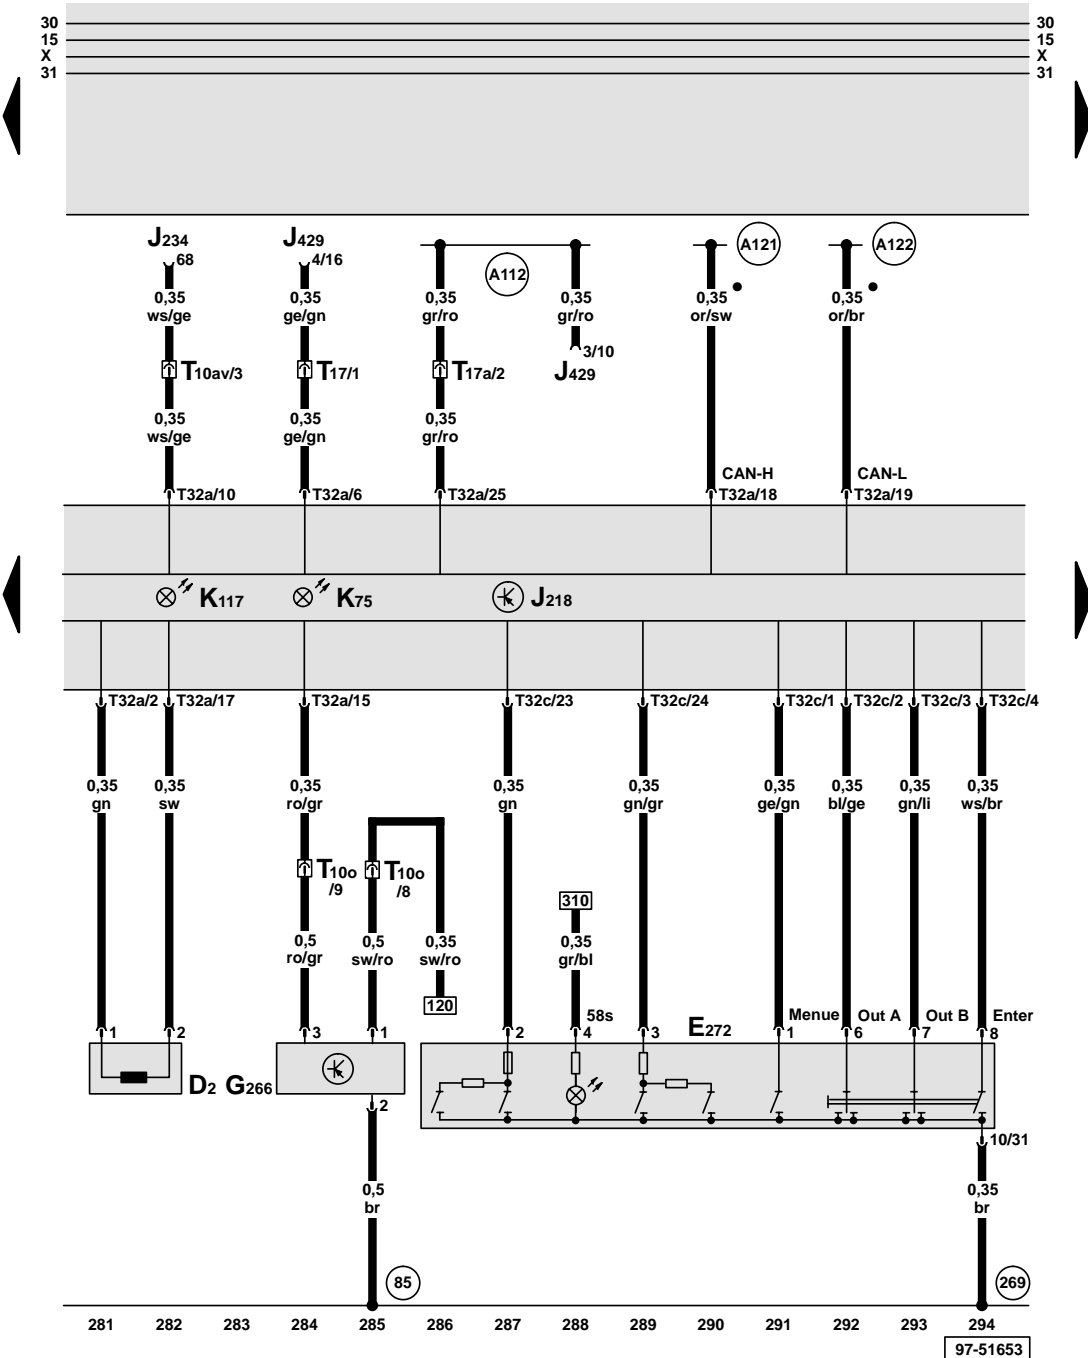 30 30
15 15
X X
31 31
J234 J429 A121 A122
68 4/16 A112
0,35 0,35 0,35 0,35 0,35 0,35
ws/ge ge/gn gr/ro gr/ro or/sw or/br
3/10
T10av/3 T17/1 T17a/2 J429
0,35 0,35 0,35
ws/ge ge/gn gr/ro
CAN-H CAN-L
T32a/10 T32a/6 T32a/25 T32a/18 T32a/19
K117 K75 J218
T32a/2 T32a/17 T32a/15 T32c/23 T32c/24 T32c/1 T32c/2 T32c/3 T32c/4
0,35 0,35 0,35 0,35 0,35 0,35 0,35 0,35 0,35
gn sw ro/gr gn gn/gr ge/gn bl/ge gn/li ws/br
T10o T10o
/9 /8
310
0,5 0,5 0,35 0,35
ro/gr sw/ro sw/ro gr/bl
120
58s E272 Menue Out A Out B Enter
1 2 3 1 2 4 3 1 6 7 8
D2 G266
2
10/31
0,5 0,35
br br
85 269
281 282 283 284 285 286 287 288 289 290 291 292 293 294
97-51653